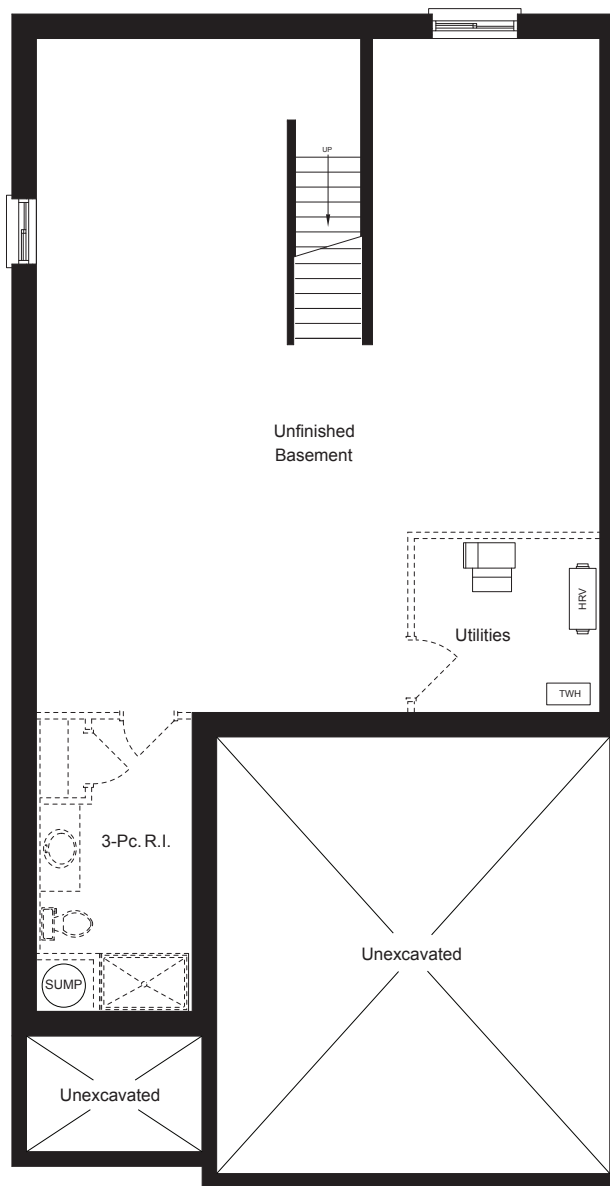 UP
Unfinished
Basement
HRV
Utilities
TWH
3-Pc. R.I.
Unexcavated
SUMP
Unexcavated